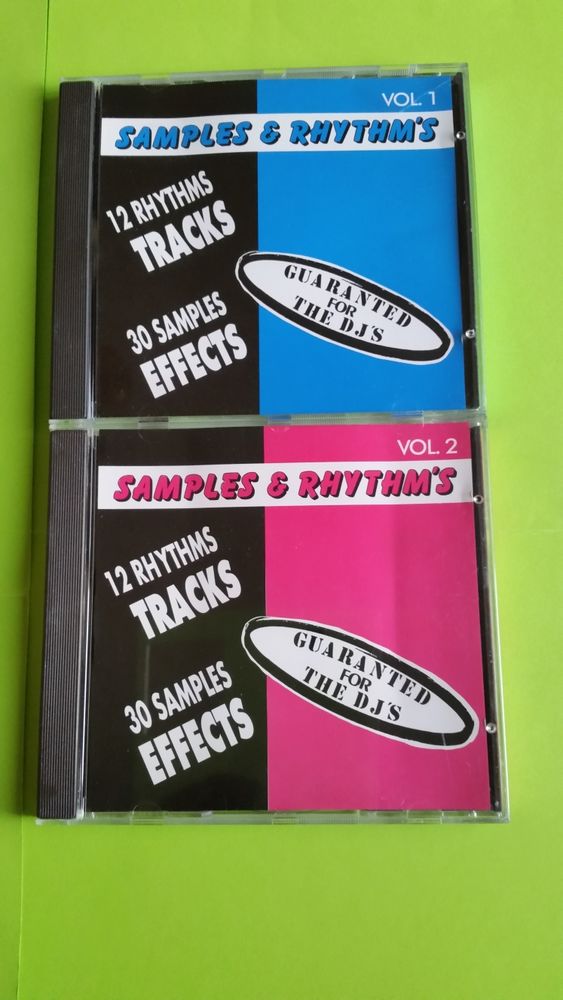 VOL. 1
SAMPLES & RHYTHM'S
12 RHYTHMS
TRACKS
30 SAMPLES
EFFECTS
GUARANTED
FOR
THE DJ'S
VOL. 2
SAMPLES & RHYTHM'S
12 RHYTHMS
TRACKS
30 SAMPLES
EFFECTS
GUARANTED
FOR
THE DJ'S